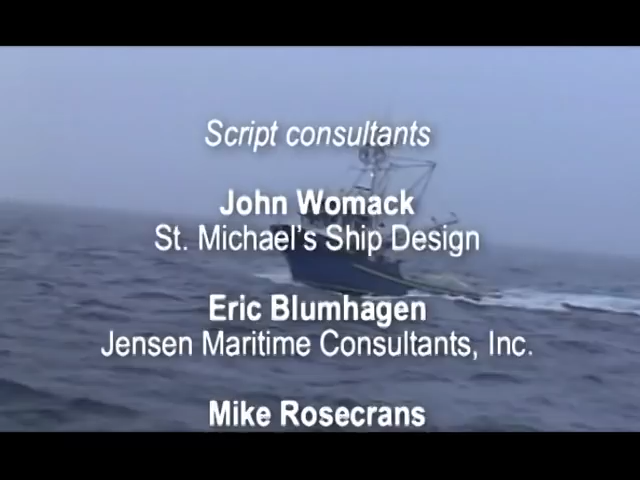 Script consultants
John Womack
St. Michael's Ship Design
Eric Blumhagen
Jensen Maritime Consultants, Inc.
Mike Rosecrans